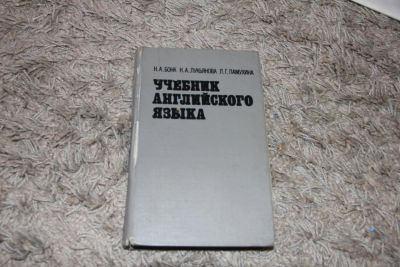 Н.А.БОНК Н.А.ЛУКЬЯНОВА Л.Г.ПАМУХИНА
УЧЕБНИК
АНГЛИЙСКОГО
ЯЗЫКА